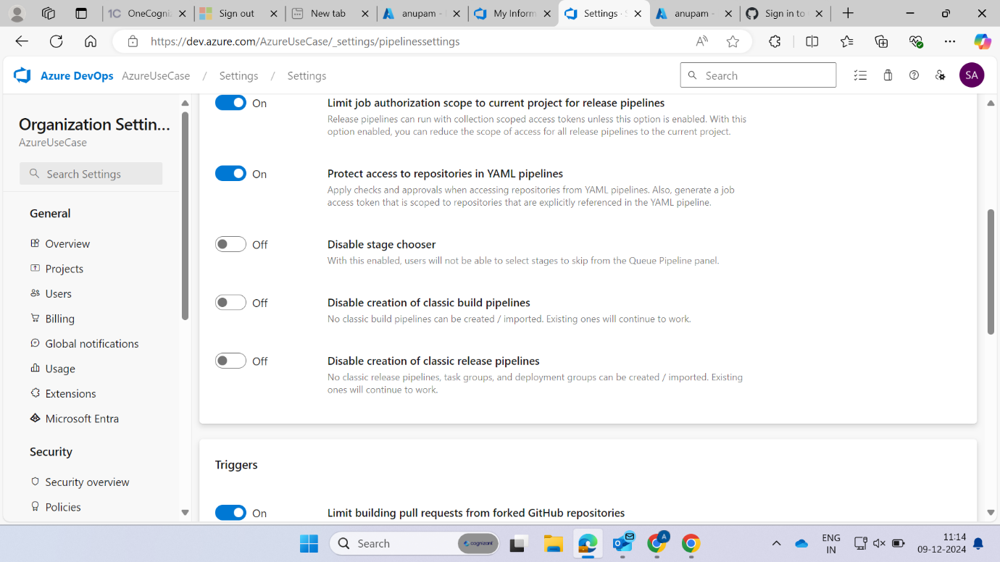 OneCogniz
Sign out
New tab
anupam -
My Inform
Settings · S
anupam -
Sign in to
https://dev.azure.com/AzureUseCase/_settings/pipelinessettings
Azure DevOps AzureUseCase / Settings / Settings
Search
SA
Organization Settin...
AzureUseCase
Search Settings
General
Overview
Projects
Users
Billing
Global notifications
Usage
Extensions
Microsoft Entra
Security
Security overview
Policies
On
Limit job authorization scope to current project for release pipelines
Release pipelines can run with collection scoped access tokens unless this option is enabled. With this
option enabled, you can reduce the scope of access for all release pipelines to the current project.
On
Protect access to repositories in YAML pipelines
Apply checks and approvals when accessing repositories from YAML pipelines. Also, generate a job
access token that is scoped to repositories that are explicitly referenced in the YAML pipeline.
Off
Disable stage chooser
With this enabled, users will not be able to select stages to skip from the Queue Pipeline panel.
Off
Disable creation of classic build pipelines
No classic build pipelines can be created / imported. Existing ones will continue to work.
Off
Disable creation of classic release pipelines
No classic release pipelines, task groups, and deployment groups can be created / imported. Existing
ones will continue to work.
Triggers
On
Limit building pull requests from forked GitHub repositories
Search
cognizant
A
ENG
IN
11:14
09-12-2024